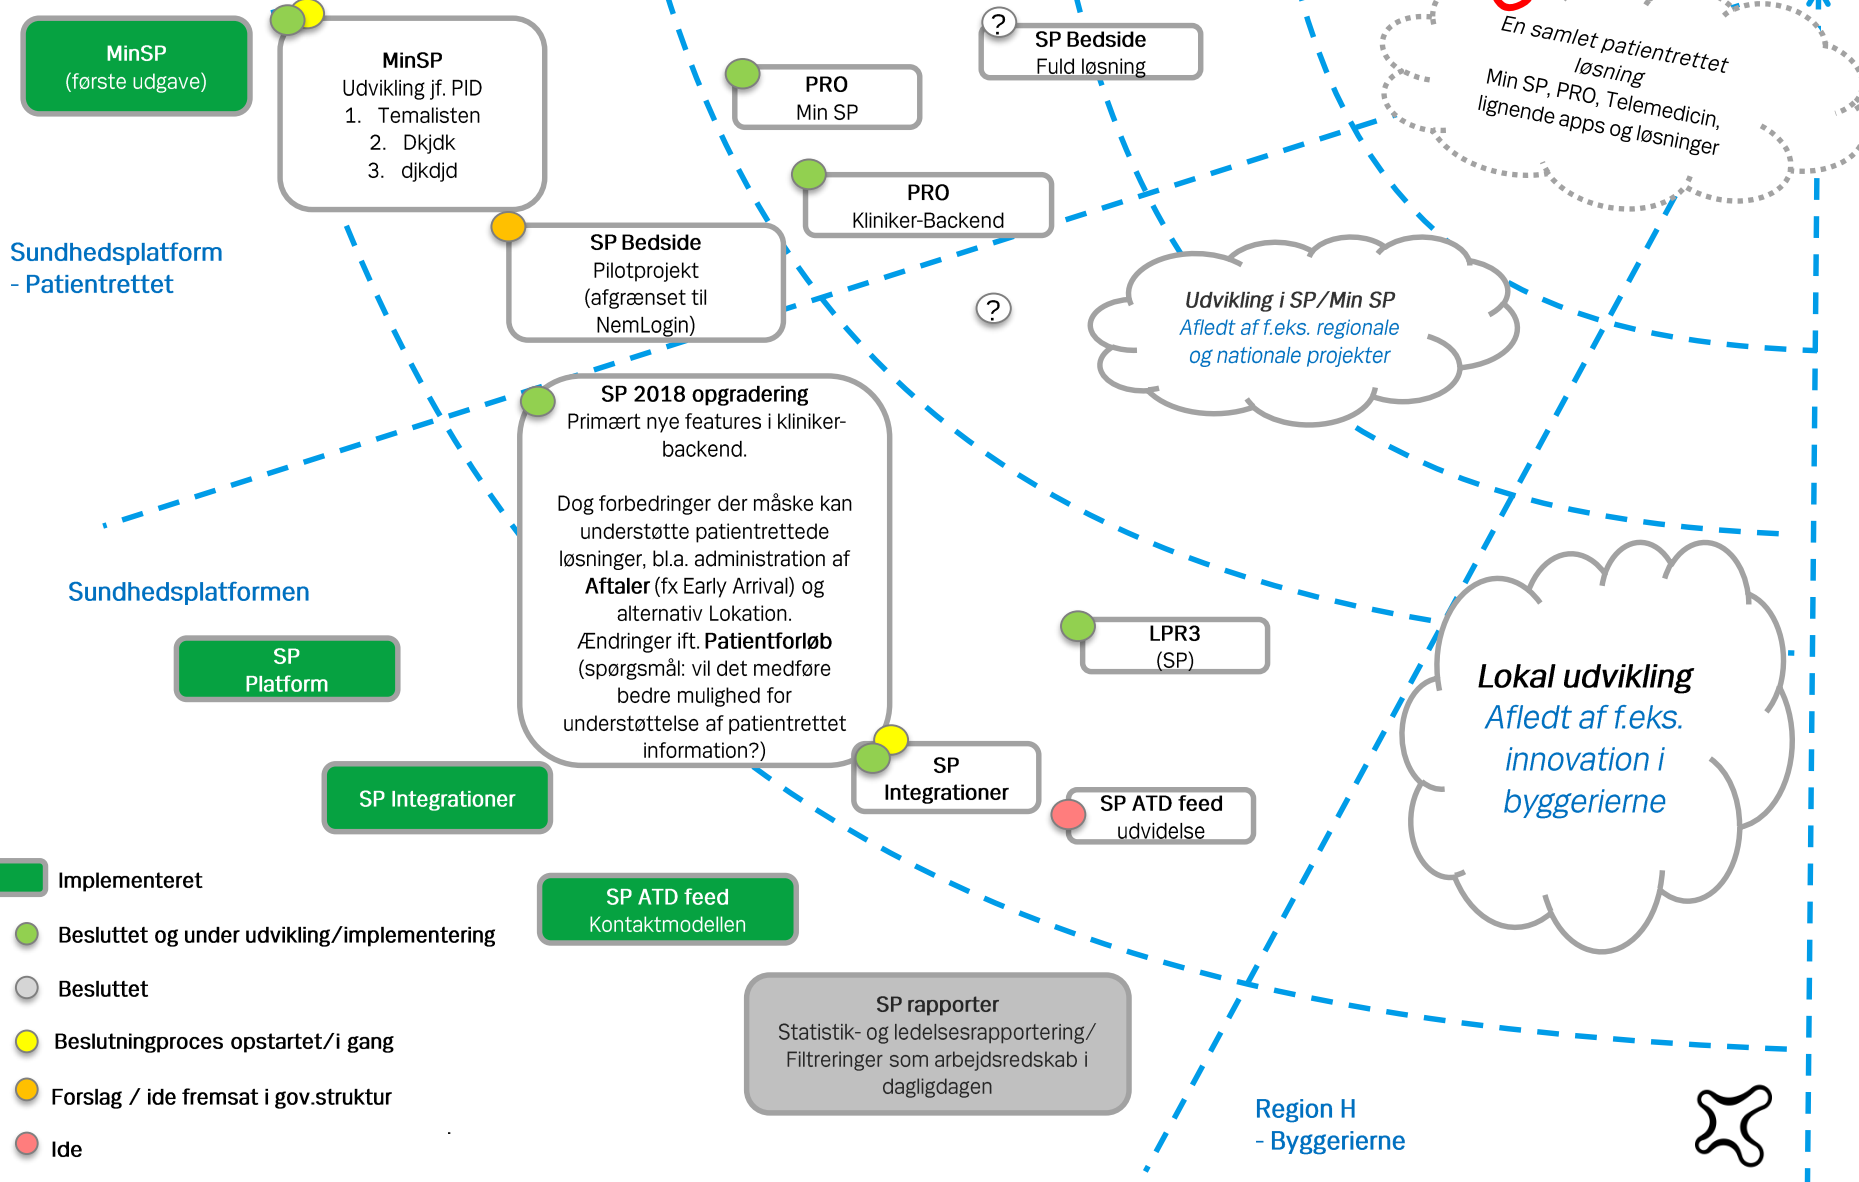 MinSP
(første udgave)
MinSP
Udvikling jf. PID
1. Temalisten
2. Dkjdk
3. djkdjd
PRO
Min SP
?
SP Bedside
Fuld løsning
En samlet patientrettet
løsning
Min SP, PRO, Telemedicin,
lignende apps og løsninger
PRO
Kliniker-Backend
Sundhedsplatform
- Patientrettet
SP Bedside
Pilotprojekt
(afgrænset til
NemLogin)
?
Udvikling i SP/Min SP
Afledt af f.eks. regionale
og nationale projekter
SP 2018 opgradering
Primært nye features i kliniker-
backend.
Dog forbedringer der måske kan
understøtte patientrettede
løsninger, bl.a. administration af
Aftaler (fx Early Arrival) og
alternativ Lokation.
Ændringer ift. Patientforløb
(spørgsmål: vil det medføre
bedre mulighed for
understøttelse af patientrettet
information?)
Sundhedsplatformen
SP
Platform
LPR3
(SP)
Lokal udvikling
Afledt af f.eks.
innovation i
byggerierne
SP Integrationer
SP
Integrationer
SP ATD feed
udvidelse
SP ATD feed
Kontaktmodellen
SP rapporter
Statistik- og ledelsesrapportering/
Filtreringer som arbejdsredskab i
dagligdagen
Implementeret
Besluttet og under udvikling/implementering
Besluttet
Beslutningproces opstartet/i gang
Forslag / ide fremsat i gov.struktur
Ide
Region H
- Byggerierne